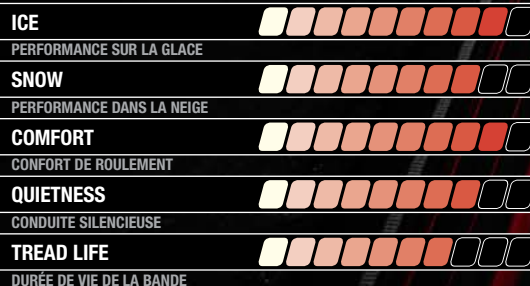 ICE
PERFORMANCE SUR LA GLACE
SNOW
PERFORMANCE DANS LA NEIGE
COMFORT
CONFORT DE ROULEMENT
QUIETNESS
CONDUITE SILENCIEUSE
TREAD LIFE
DURÉE DE VIE DE LA BANDE